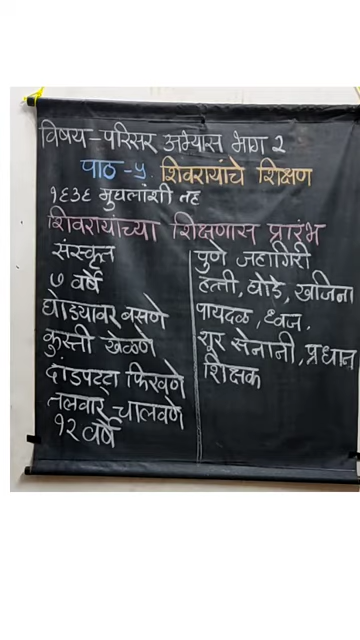 विषय - परिसर अभ्यास भाग २
पाठ - ५. शिवरायांचे शिक्षण
१६३६ मुघलांशी तह
शिवरायांच्या शिक्षणास प्रारंभ
संस्कृत
७ वर्षे
घोड्यावर बसणे
कुस्ती खेळणे
दांडपट्टा फिरवणे
तलवार चालवणे
१२ वर्षे
पुणे जहागिरी
हत्ती, घोडे, खजिना
पायदळ, ध्वज,
शूर सेनानी, प्रधान
शिक्षक